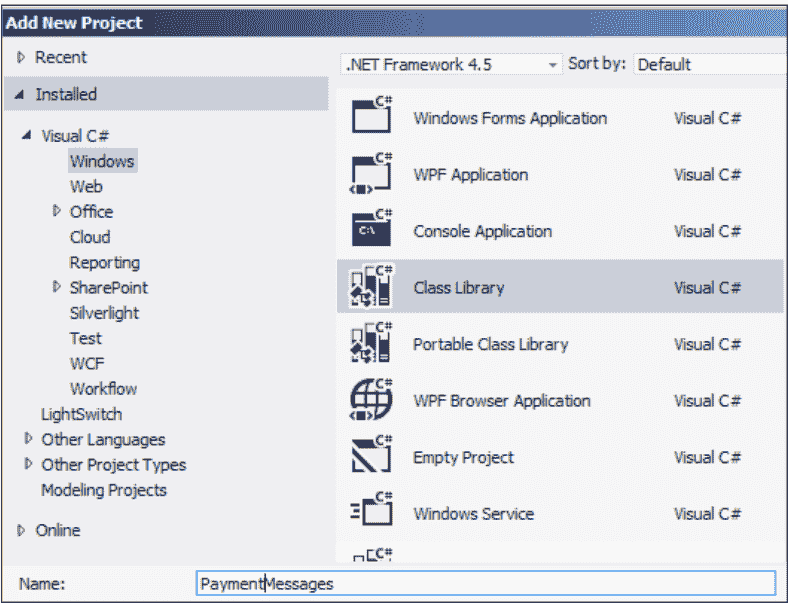 Add New Project
Recent
Installed
Visual C#
Windows
Web
Office
Cloud
Reporting
SharePoint
Silverlight
Test
WCF
Workflow
LightSwitch
Other Languages
Other Project Types
Modeling Projects
Online
.NET Framework 4.5 Sort by: Default
C# Windows Forms Application Visual C#
C# WPF Application Visual C#
C# C:\ Console Application Visual C#
C# Class Library Visual C#
C# Portable Class Library Visual C#
C# WPF Browser Application Visual C#
C# Empty Project Visual C#
C# Windows Service Visual C#
C#
Name: PaymentMessages